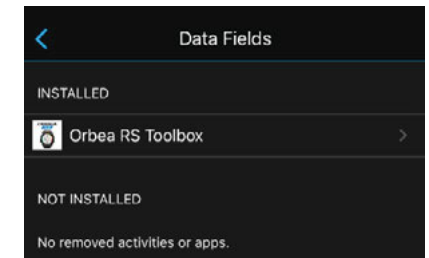 Data Fields
INSTALLED
Orbea RS Toolbox
NOT INSTALLED
No removed activities or apps.